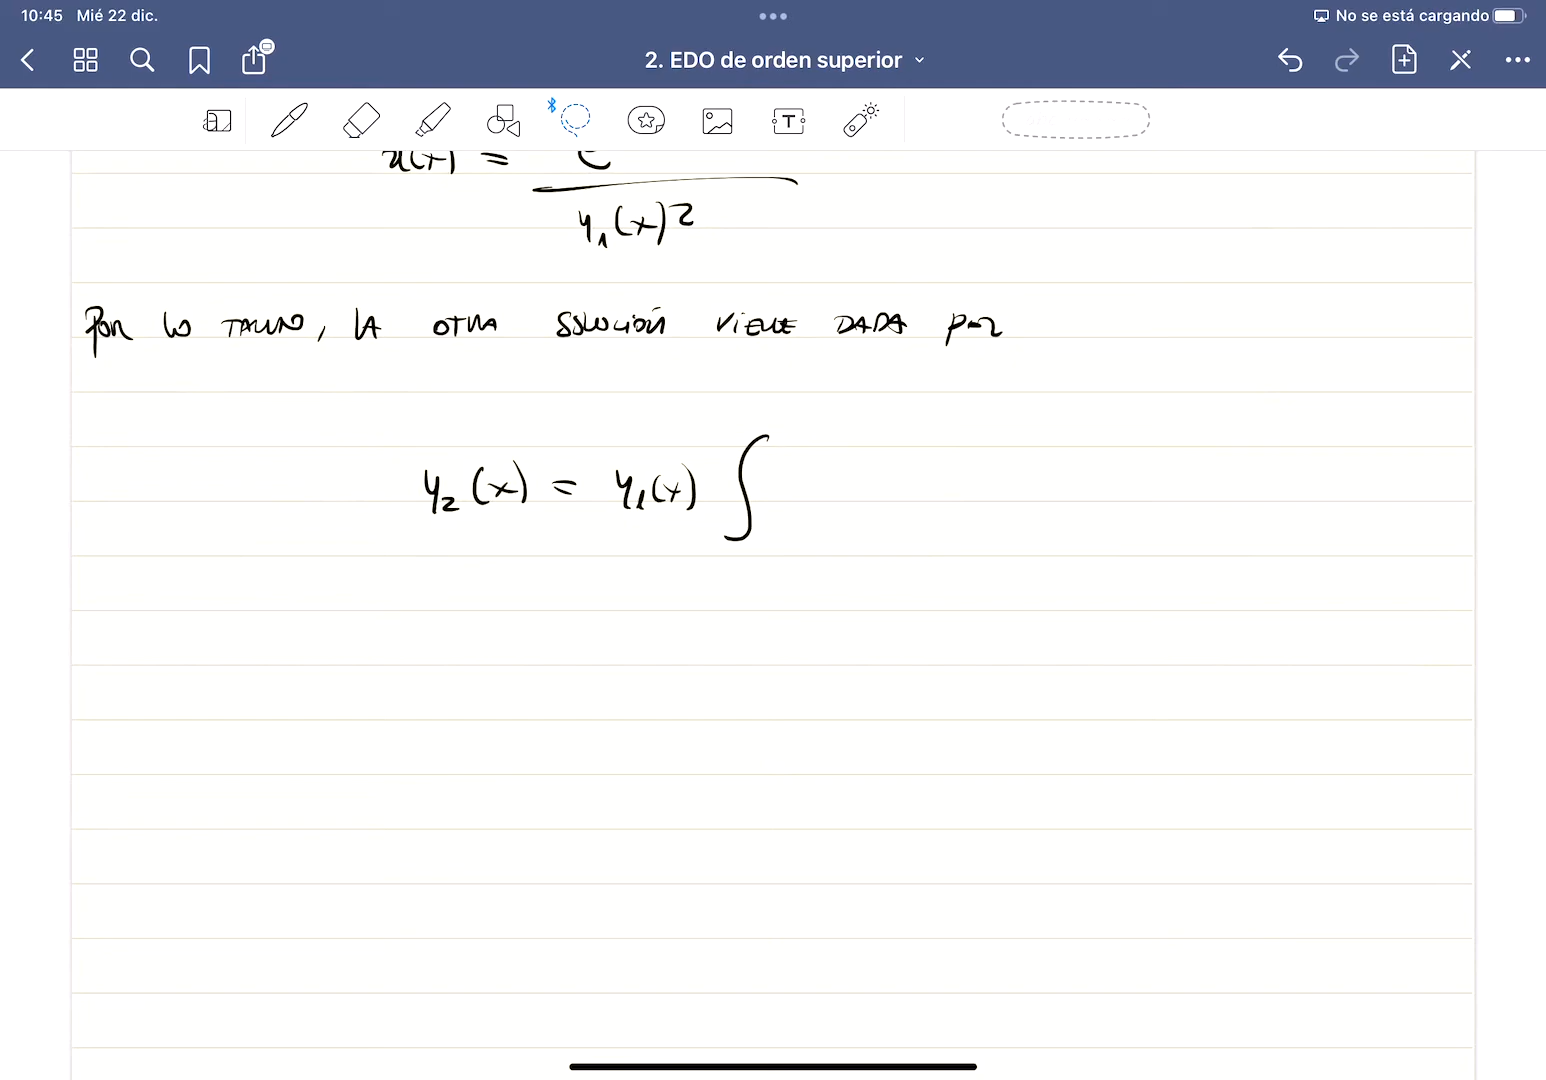 10:45 Mié 22 dic.
No se está cargando
2. EDO de orden superior
u(x) = e
y₁(x)²
Por lo TANTO, LA OTRA SOLUCIÓN VIENE DADA por
y₂(x) = y₁(x) ∫